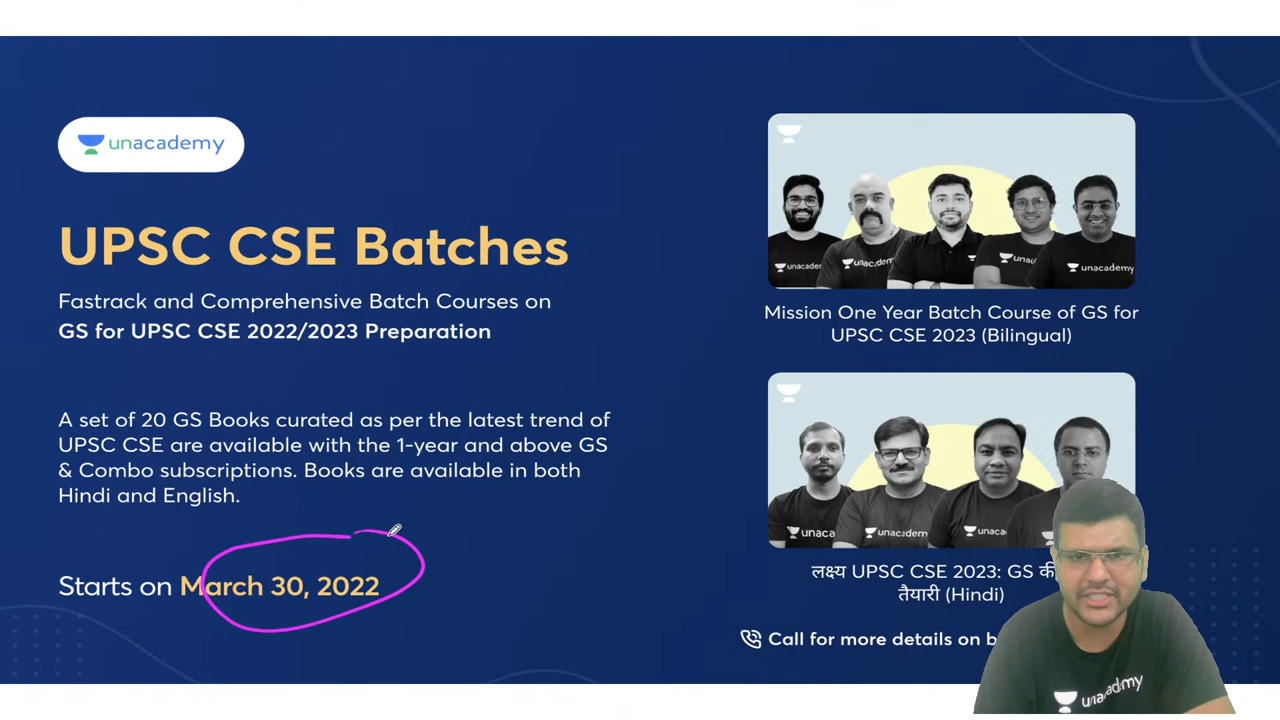 unacademy
UPSC CSE Batches
Fastrack and Comprehensive Batch Courses on
GS for UPSC CSE 2022/2023 Preparation
A set of 20 GS Books curated as per the latest trend of
UPSC CSE are available with the 1-year and above GS
& Combo subscriptions. Books are available in both
Hindi and English.
Starts on March 30, 2022
unacademy
Mission One Year Batch Course of GS for
UPSC CSE 2023 (Bilingual)
लक्ष्य UPSC CSE 2023: GS की
तैयारी (Hindi)
Call for more details on
unacademy